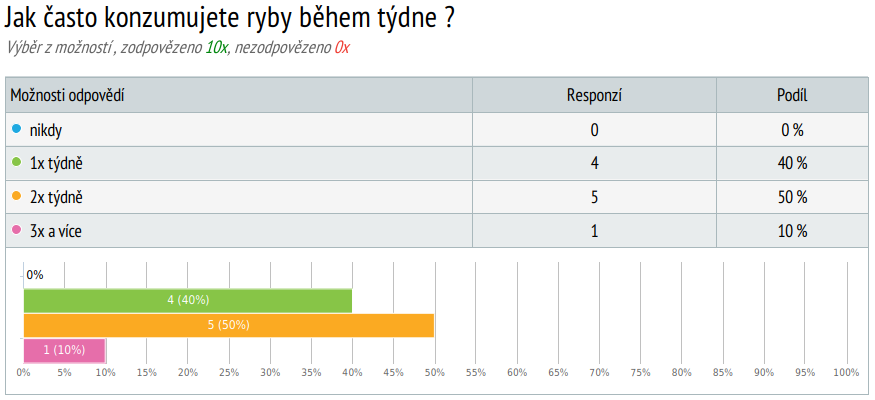 Jak často konzumujete ryby během týdne ?
Výběr z možností , zodpovězeno 10x, nezodpovězeno 0x
Možnosti odpovědí Responzí Podíl
nikdy 0 0 %
1x týdně 4 40 %
2x týdně 5 50 %
3x a více 1 10 %
0%
4 (40%)
5 (50%)
1 (10%)
0% 5% 10% 15% 20% 25% 30% 35% 40% 45% 50% 55% 60% 65% 70% 75% 80% 85% 90% 95% 100%